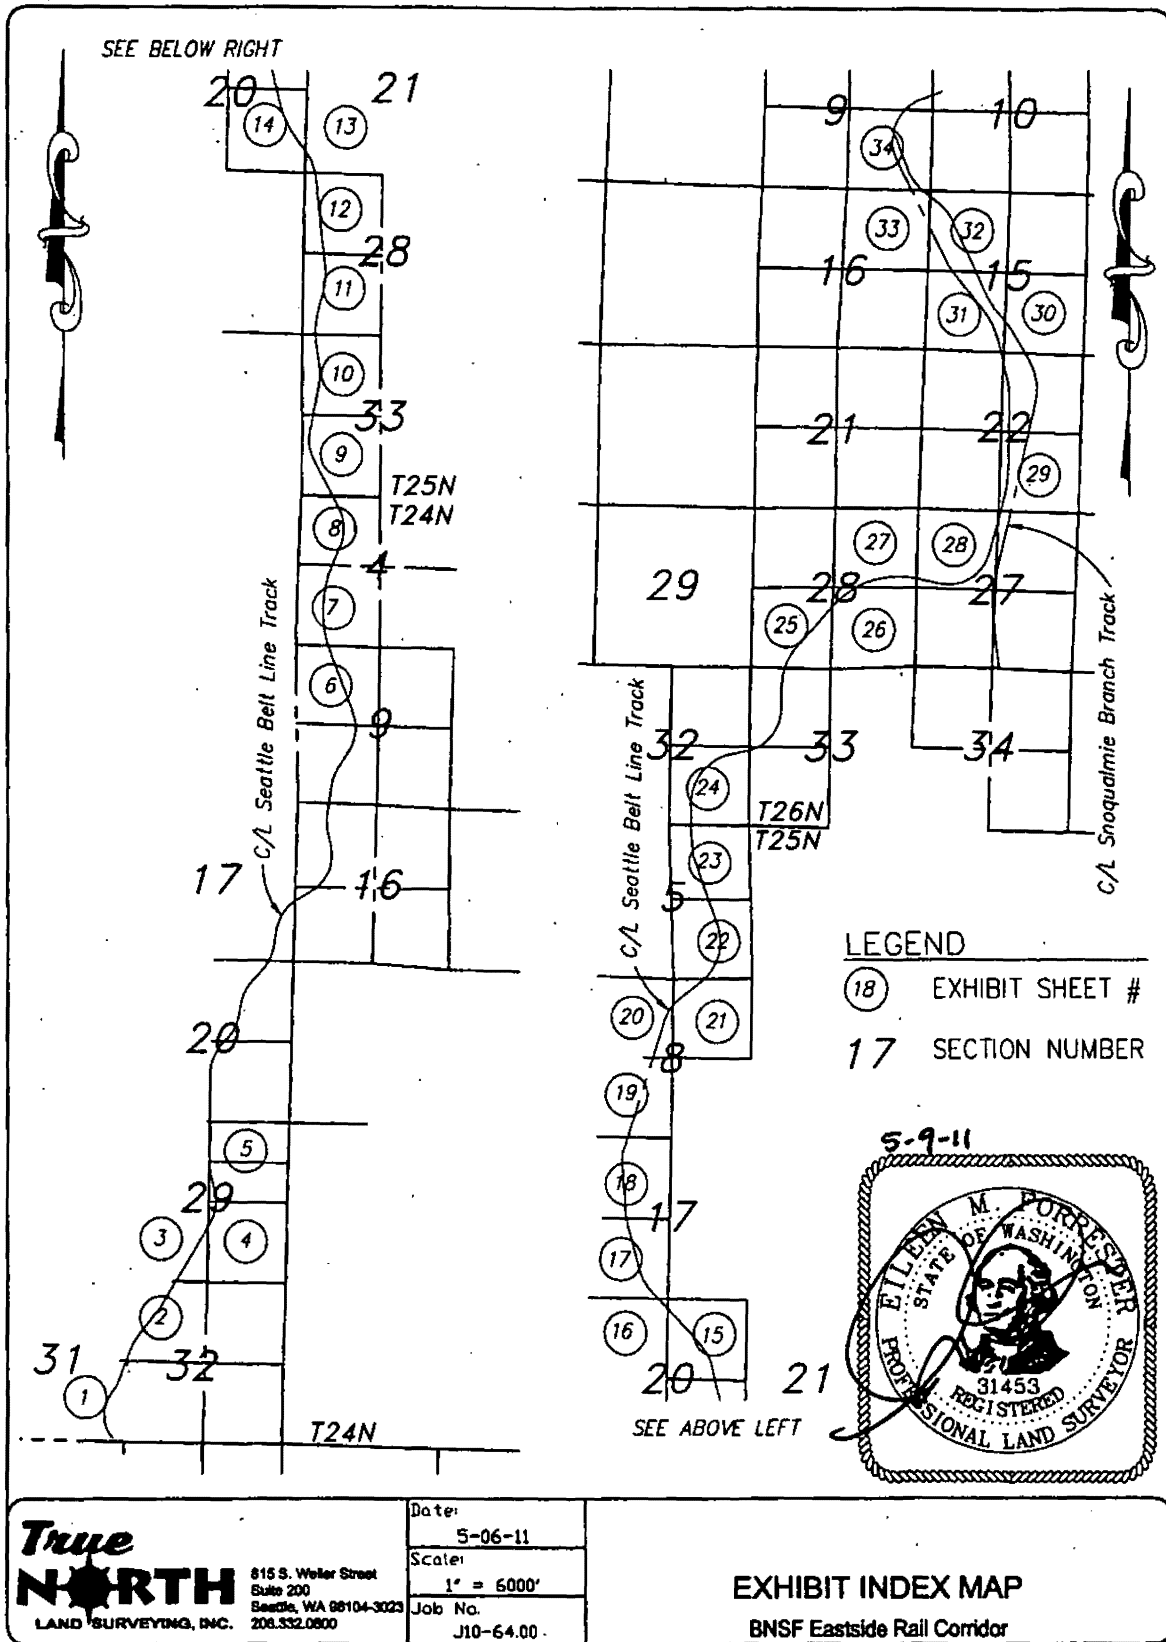 SEE BELOW RIGHT
20
21
14
13
12
28
11
10
33
9
T25N
T24N
8
4
7
C/L Seattle Belt Line Track
6
9
17
16
20
5
29
3
4
2
31
32
1
T24N
9
10
34
33
32
16
15
31
30
21
22
29
27
28
29
28
27
25
26
C/L Snoqualmie Branch Track
C/L Seattle Belt Line Track
32
33
34
24
T26N
T25N
23
5
22
20
21
8
19
18
17
17
16
15
20
21
SEE ABOVE LEFT
LEGEND
18 EXHIBIT SHEET #
17 SECTION NUMBER
5-9-11
EILEEN M. FORRESTER
STATE OF WASHINGTON
31453
REGISTERED
PROFESSIONAL LAND SURVEYOR
True
NORTH
LAND SURVEYING, INC.
815 S. Weller Street
Suite 200
Seattle, WA 98104-3023
206.332.0800
Date:
5-06-11
Scale:
1" = 6000'
Job No.
J10-64.00
EXHIBIT INDEX MAP
BNSF Eastside Rail Corridor